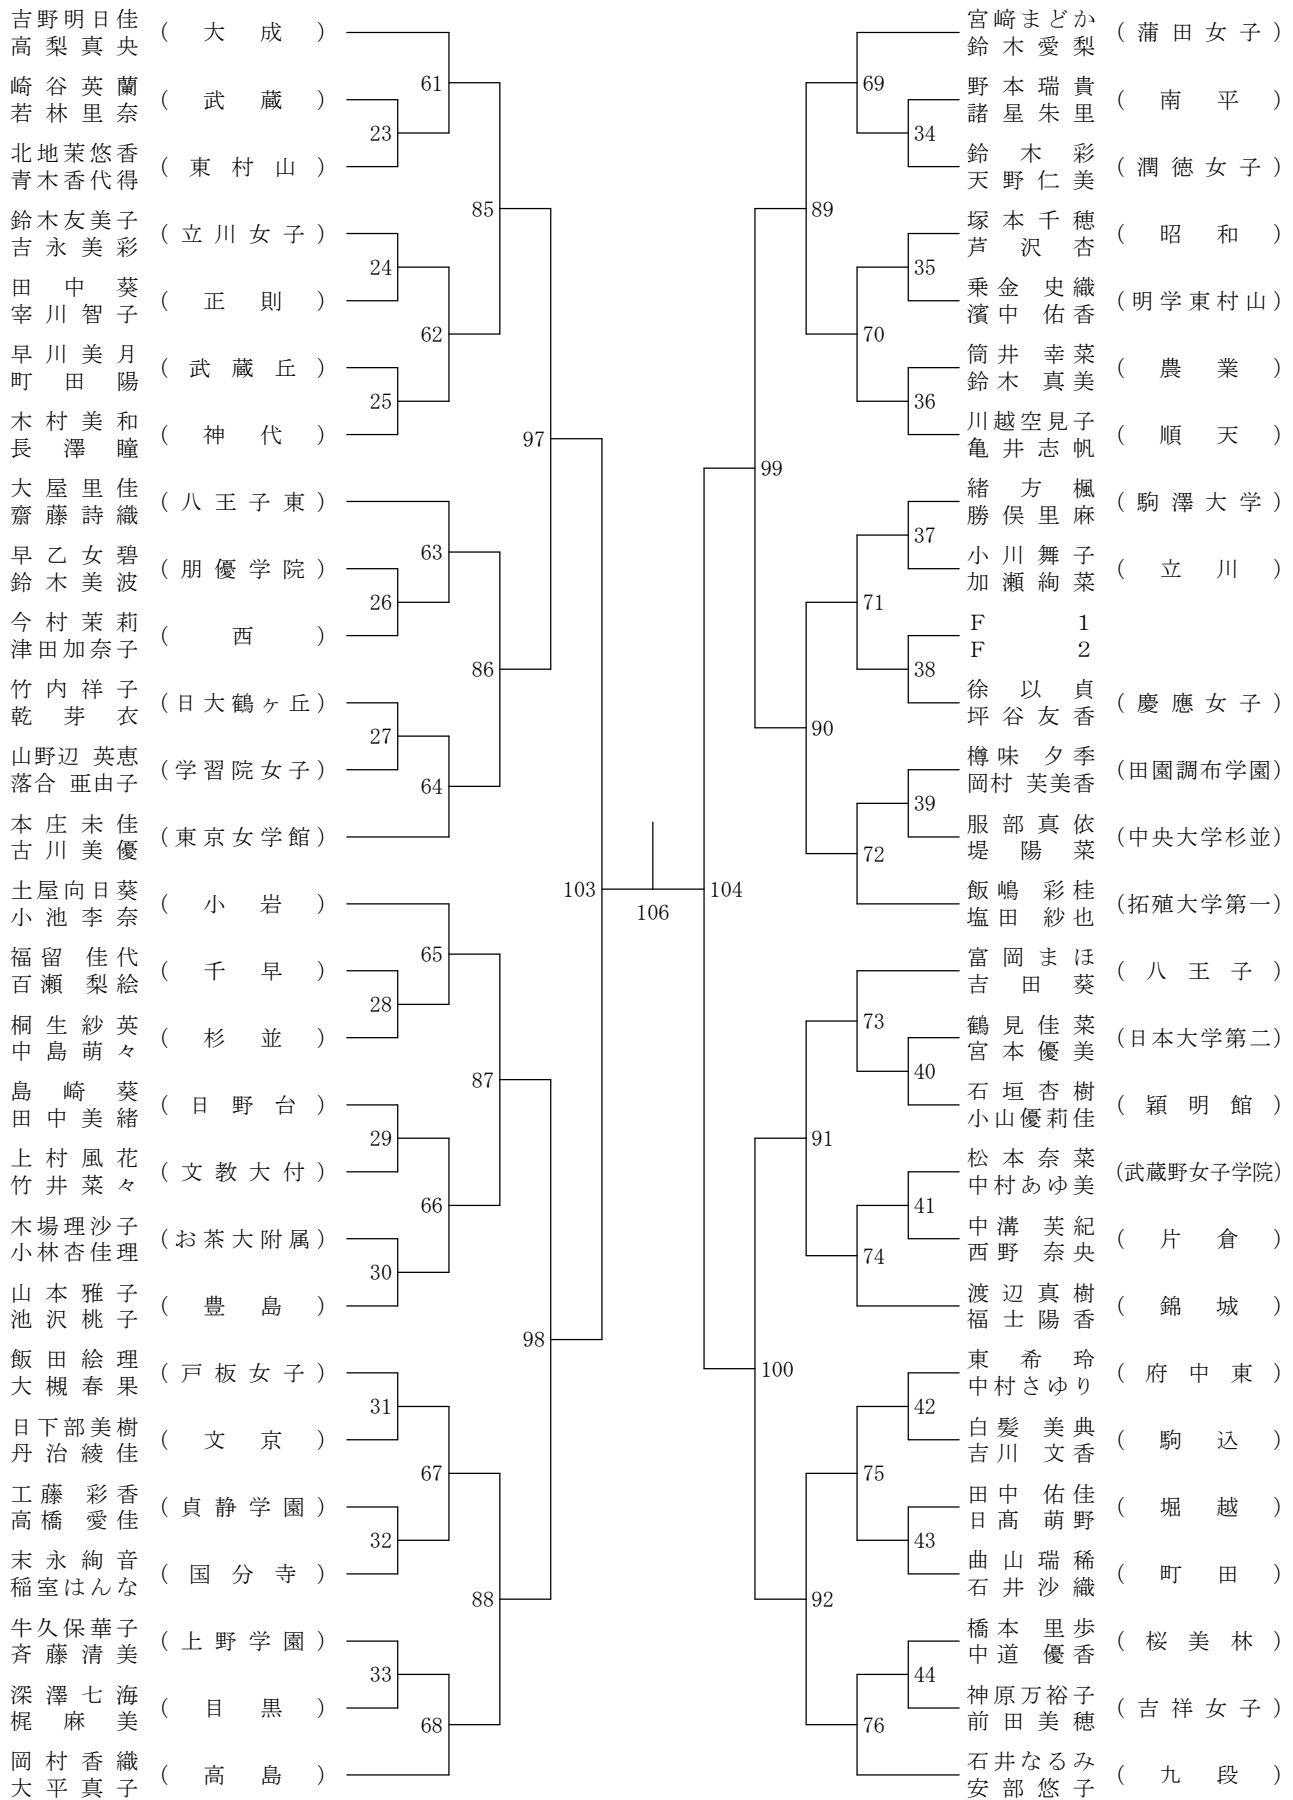 吉野明日佳
高梨真央
(大成)
崎谷英蘭
若林里奈
(武蔵)
北地茉悠香
青木香代得
(東村山)
鈴木友美子
吉永美彩
(立川女子)
田中葵
宰川智子
(正則)
早川美月
町田陽
(武蔵丘)
木村美和
長澤瞳
(神代)
大屋里佳
齋藤詩織
(八王子東)
早乙女碧
鈴木美波
(朋優学院)
今村茉莉
津田加奈子
(西)
竹内祥子
乾芽衣
(日大鶴ヶ丘)
山野辺 英恵
落合 亜由子
(学習院女子)
本庄未佳
古川美優
(東京女学館)
土屋向日葵
小池李奈
(小岩)
福留 佳代
百瀬 梨絵
(千早)
桐生紗英
中島萌々
(杉並)
島崎葵
田中美緒
(日野台)
上村風花
竹井菜々
(文教大付)
木場理沙子
小林杏佳理
(お茶大附属)
山本雅子
池沢桃子
(豊島)
飯田絵理
大槻春果
(戸板女子)
日下部美樹
丹治綾佳
(文京)
工藤 彩香
高橋 愛佳
(貞静学園)
末永絢音
稲室はんな
(国分寺)
牛久保華子
斉藤清美
(上野学園)
深澤七海
梶麻美
(目黒)
岡村香織
大平真子
(高島)
61
23
85
24
62
25
97
63
26
86
27
64
103
65
28
87
29
66
30
98
31
67
32
88
33
68
106
104
69
34
89
35
70
36
99
37
71
38
90
39
72
73
40
91
41
74
100
42
75
43
92
44
76
宮﨑まどか
鈴木愛梨
(蒲田女子)
野本瑞貴
諸星朱里
(南平)
鈴木彩
天野仁美
(潤徳女子)
塚本千穂
芦沢杏
(昭和)
乗金 史織
濱中 佑香
(明学東村山)
筒井 幸菜
鈴木 真美
(農業)
川越空見子
亀井志帆
(順天)
緒方楓
勝俣里麻
(駒澤大学)
小川舞子
加瀬絢菜
(立川)
F 1
F 2
徐以貞
坪谷友香
(慶應女子)
樽味 夕季
岡村 芙美香
(田園調布学園)
服部真依
堤陽菜
(中央大学杉並)
飯嶋 彩桂
塩田 紗也
(拓殖大学第一)
富岡まほ
吉田葵
(八王子)
鶴見佳菜
宮本優美
(日本大学第二)
石垣杏樹
小山優莉佳
(穎明館)
松本奈菜
中村あゆ美
(武蔵野女子学院)
中溝 芙紀
西野 奈央
(片倉)
渡辺真樹
福士陽香
(錦城)
東希玲
中村さゆり
(府中東)
白髪 美典
吉川 文香
(駒込)
田中 佑佳
日髙 萌野
(堀越)
曲山瑞稀
石井沙織
(町田)
橋本 里歩
中道 優香
(桜美林)
神原万裕子
前田美穂
(吉祥女子)
石井なるみ
安部悠子
(九段)